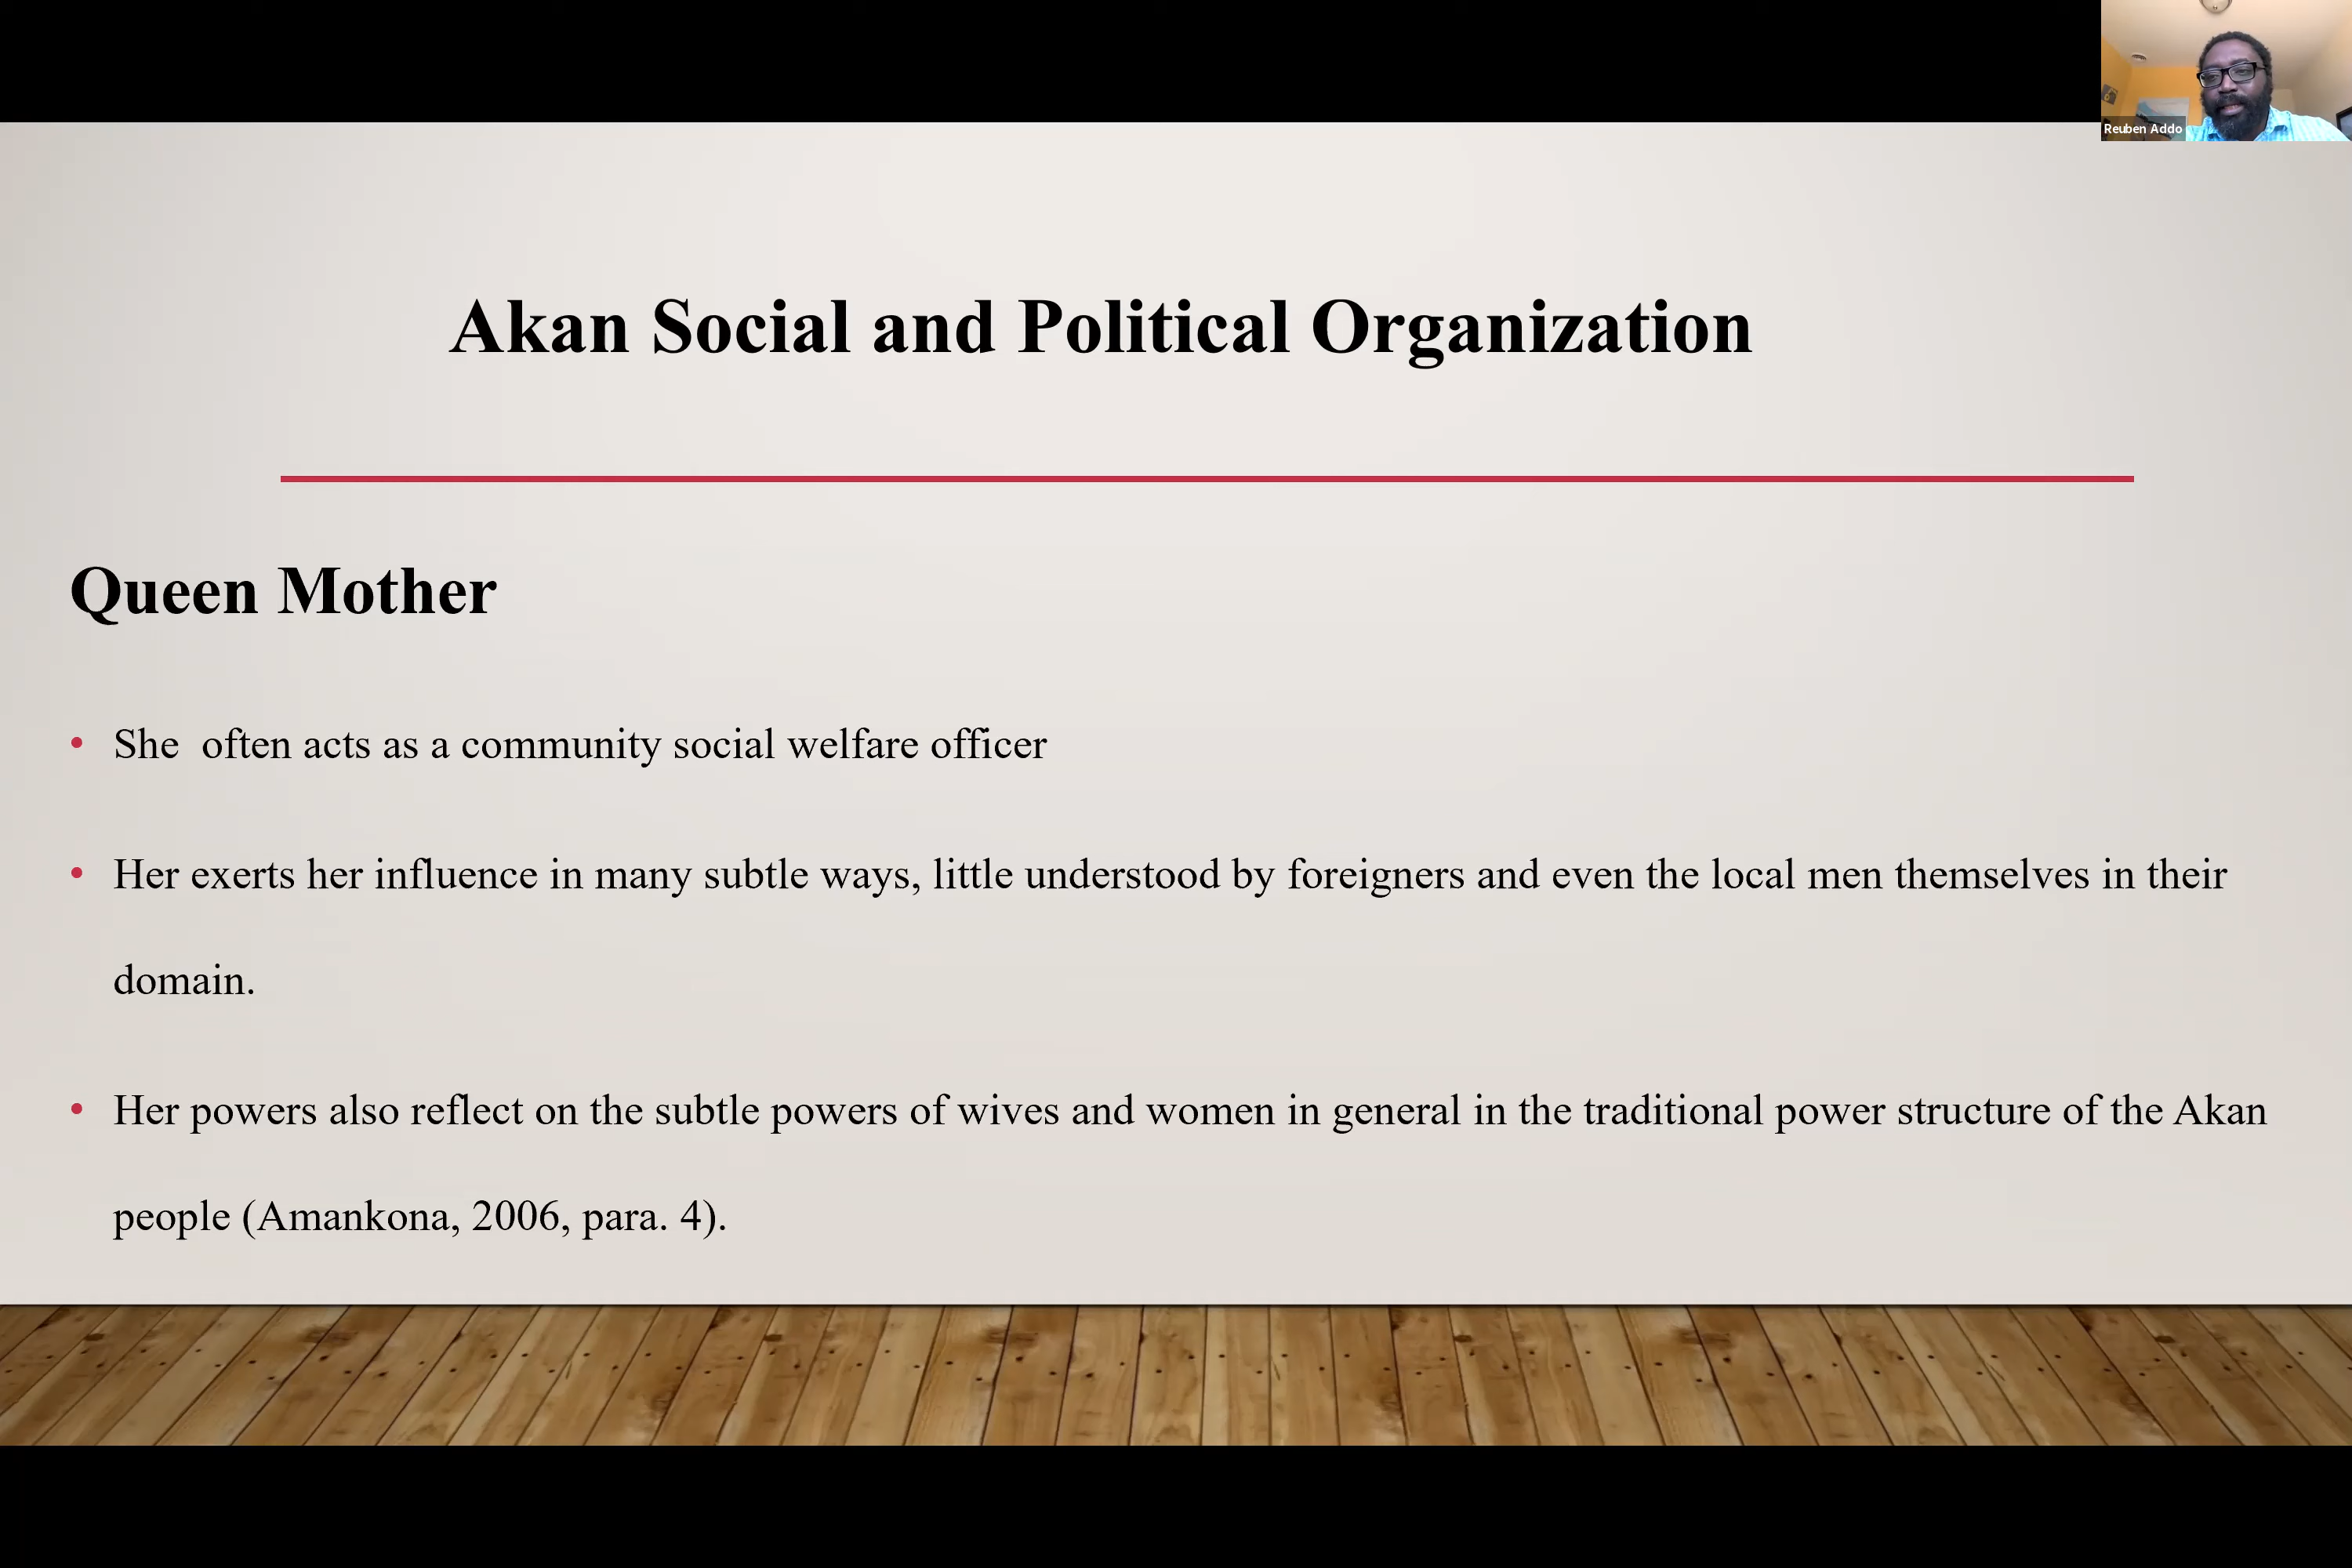 Reuben Addo
Akan Social and Political Organization
Queen Mother
• She  often acts as a community social welfare officer
• Her exerts her influence in many subtle ways, little understood by foreigners and even the local men themselves in their
domain.
• Her powers also reflect on the subtle powers of wives and women in general in the traditional power structure of the Akan
people (Amankona, 2006, para. 4).